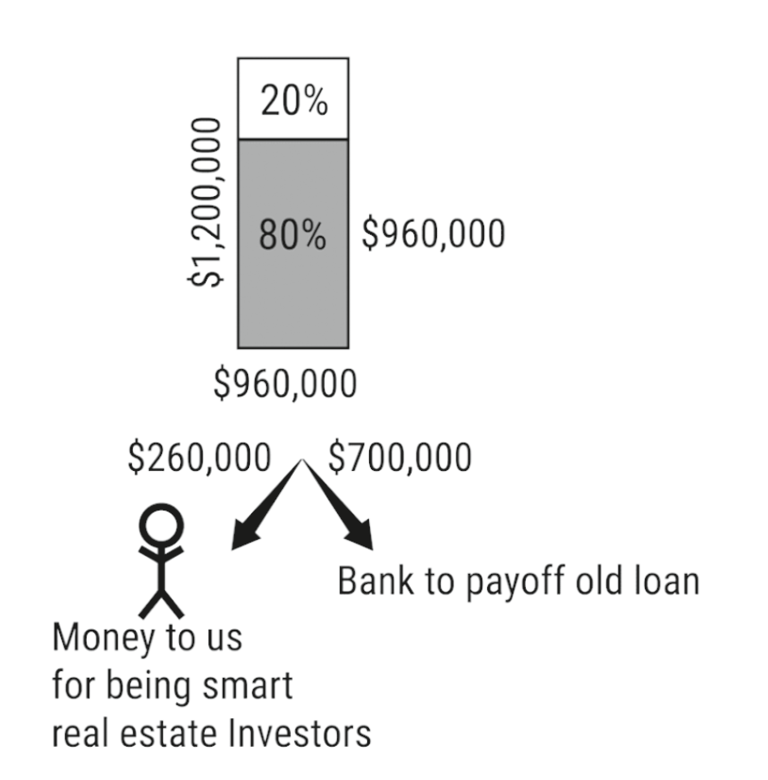 20%
$1,200,000
80%
$960,000
$960,000
$260,000
$700,000
Bank to payoff old loan
Money to us
for being smart
real estate Investors